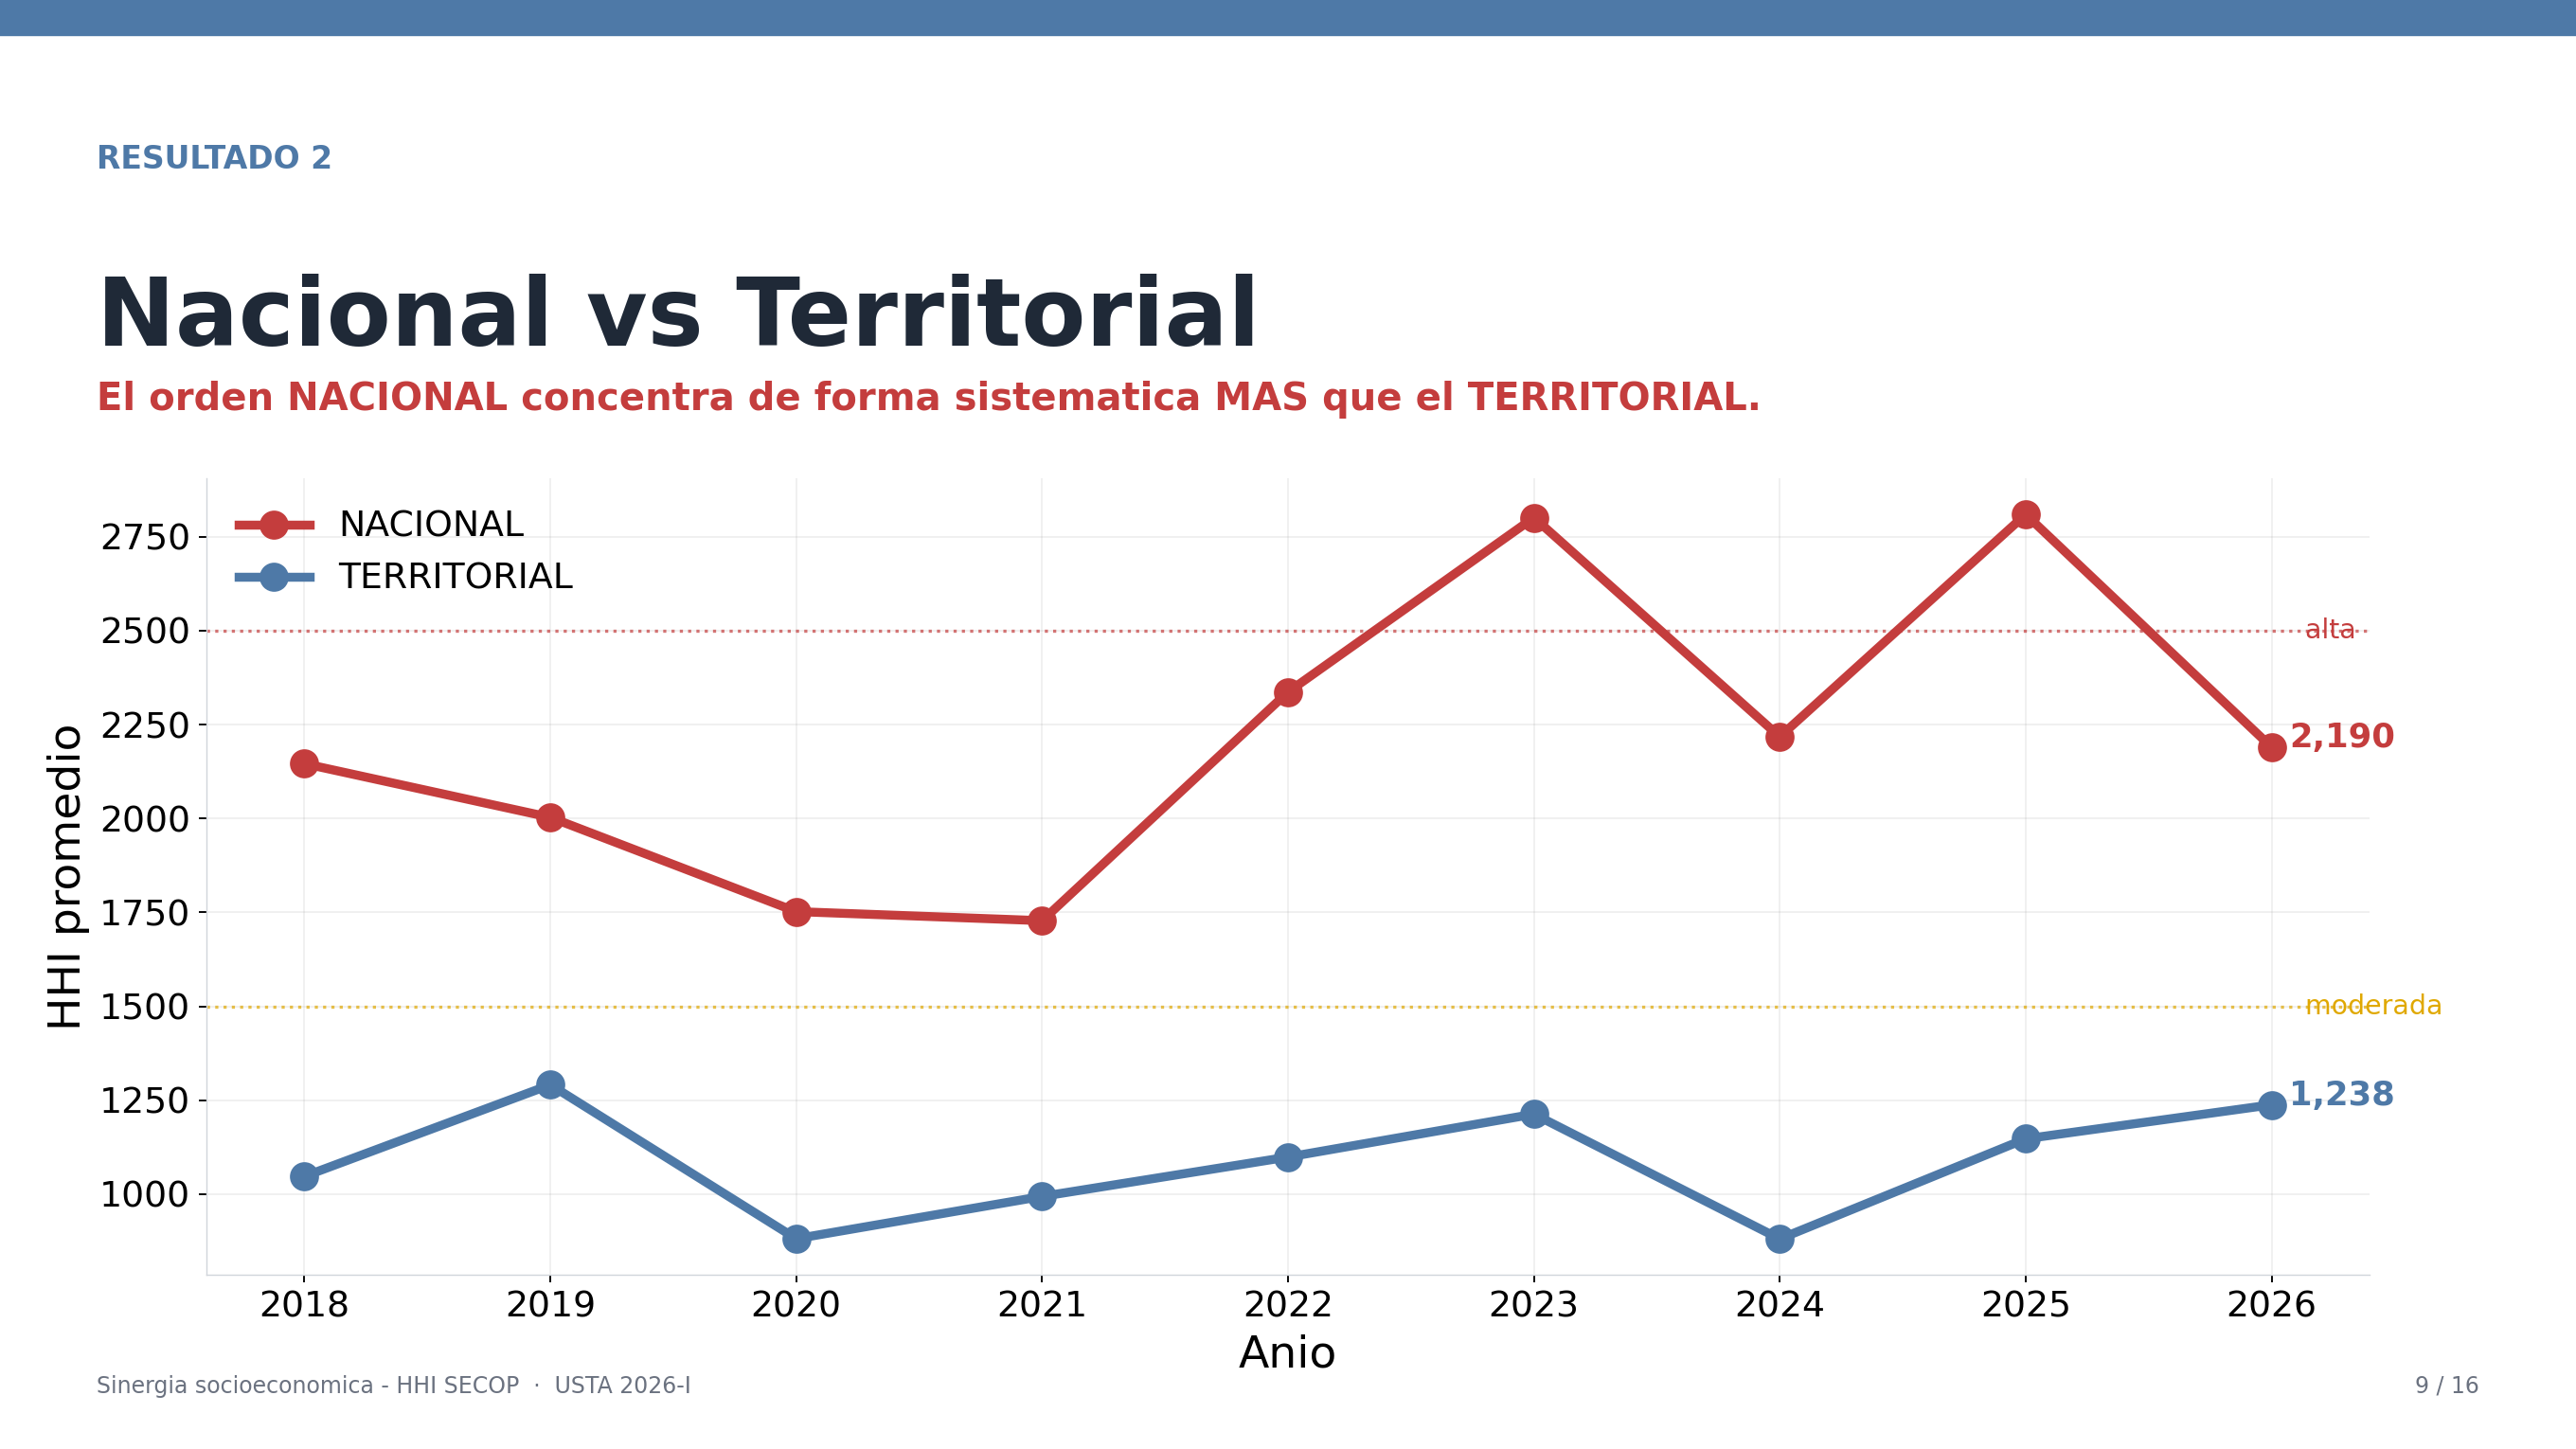 RESULTADO 2
Nacional vs Territorial
El orden NACIONAL concentra de forma sistematica MAS que el TERRITORIAL.
NACIONAL
TERRITORIAL
HHI promedio
2750
2500
2250
2000
1750
1500
1250
1000
alta
2,190
moderada
1,238
2018 2019 2020 2021 2022 2023 2024 2025 2026
Anio
Sinergia socioeconomica - HHI SECOP · USTA 2026-I
9 / 16